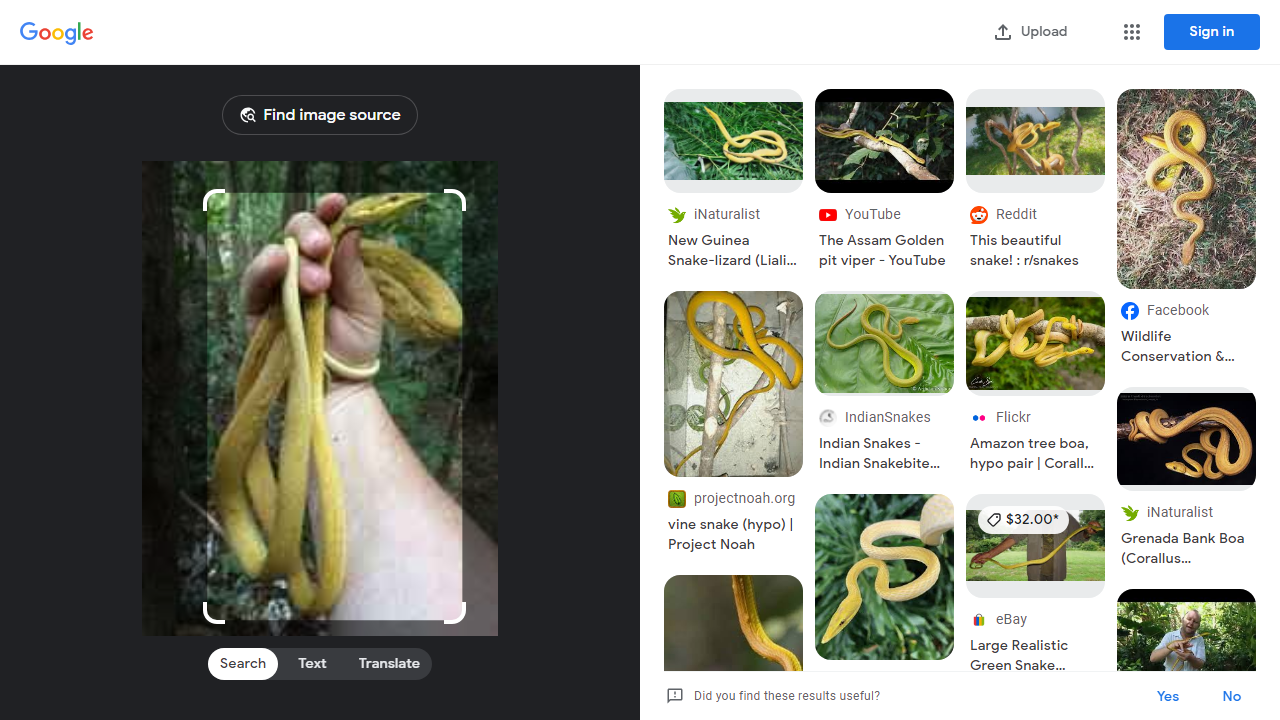 Google
Upload
Sign in
Find image source
Search
Text
Translate
iNaturalist
New Guinea
Snake-lizard (Liali...
YouTube
The Assam Golden
pit viper - YouTube
Reddit
This beautiful
snake! : r/snakes
Facebook
Wildlife
Conservation &...
projectnoah.org
vine snake (hypo) |
Project Noah
IndianSnakes
Indian Snakes -
Indian Snakebite...
Flickr
Amazon tree boa,
hypo pair | Corall...
iNaturalist
Grenada Bank Boa
(Corallus...
$32.00*
eBay
Large Realistic
Green Snake...
Did you find these results useful?
Yes
No